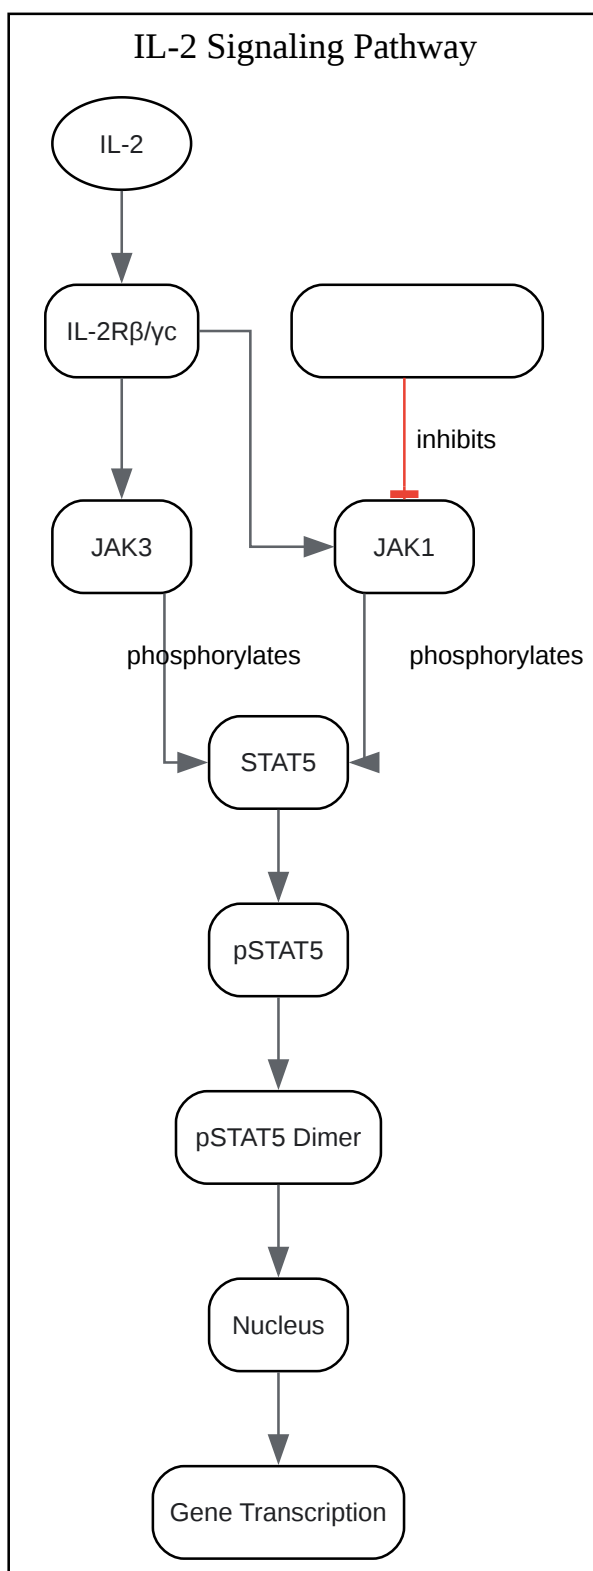 IL-2 Signaling Pathway
IL-2
IL-2Rβ/γc
inhibits
JAK3
JAK1
phosphorylates
phosphorylates
STAT5
pSTAT5
pSTAT5 Dimer
Nucleus
Gene Transcription